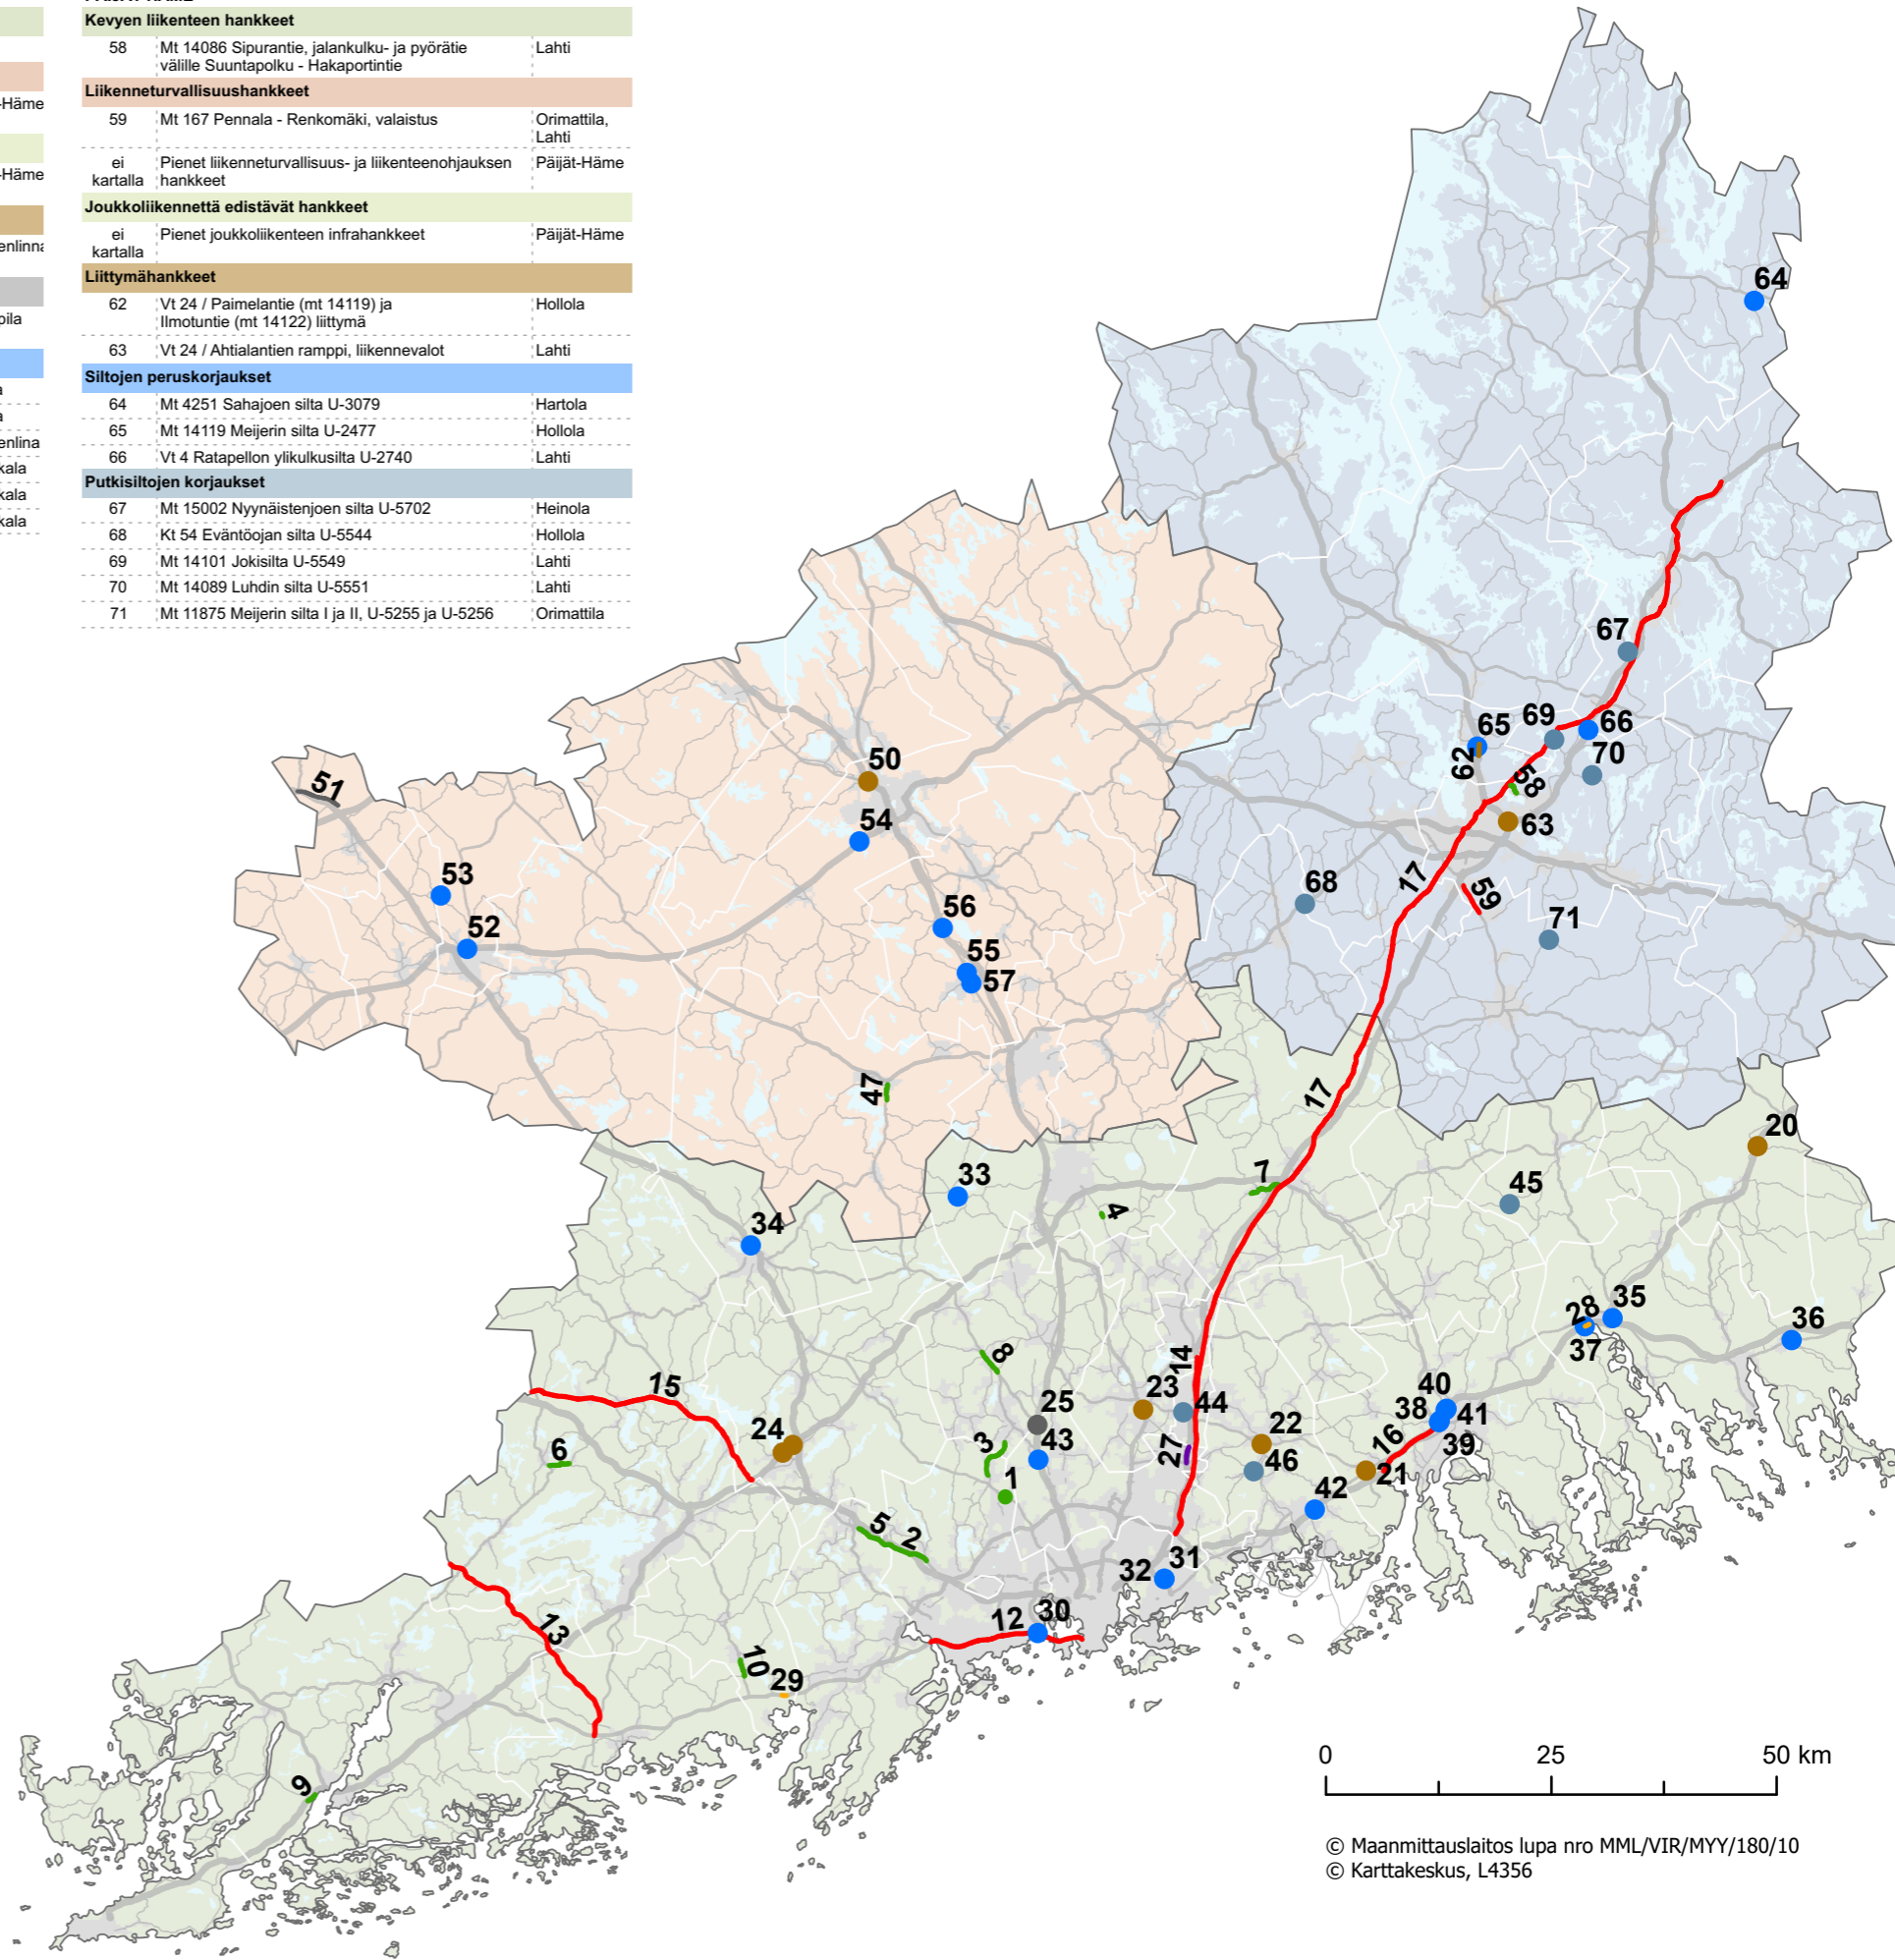 -Häme
-Häme
Kevyen liikenteen hankkeet
58 Mt 14086 Sipurantie, jalankulku- ja pyörätie Lahti
välille Suuntapolku - Hakaportintie
Liikenneturvallisuushankkeet
59 Mt 167 Pennala - Renkomäki, valaistus Orimattila,
Lahti
ei Pienet liikenneturvallisuus- ja liikenteenohjauksen Päijät-Häme
kartalla hankkeet
Joukkoliikennettä edistävät hankkeet
ei Pienet joukkoliikenteen infrahankkeet Päijät-Häme
kartalla
Liittymähankkeet
62 Vt 24 / Paimelantie (mt 14119) ja Hollola
Ilmotuntie (mt 14122) liittymä
63 Vt 24 / Ahtialantien ramppi, liikennevalot Lahti
Siltojen peruskorjaukset
64 Mt 4251 Sahajoen silta U-3079 Hartola
65 Mt 14119 Meijerin silta U-2477 Hollola
66 Vt 4 Ratapellon ylikulkusilta U-2740 Lahti
Putkisiltojen korjaukset
67 Mt 15002 Nyynäistenjoen silta U-5702 Heinola
68 Kt 54 Eväntöojan silta U-5544 Hollola
69 Mt 14101 Jokisilta U-5549 Lahti
70 Mt 14089 Luhdin silta U-5551 Lahti
71 Mt 11875 Meijerin silta I ja II, U-5255 ja U-5256 Orimattila
enlinna
pila
a
a
enlina
kala
kala
kala
64
67
69
66
65
62
70
58
63
50
51
54
17
68
59
53
56
71
52
55
57
47
17
20
7
33
45
4
34
28
35
36
37
8
14
15
23
40
25
44
38
41
24
22
3
43
27
16
39
6
46
21
1
42
5
2
31
32
12
30
13
10
29
9
0 25 50 km
© Maanmittauslaitos lupa nro MML/VIR/MYY/180/10
© Karttakeskus, L4356